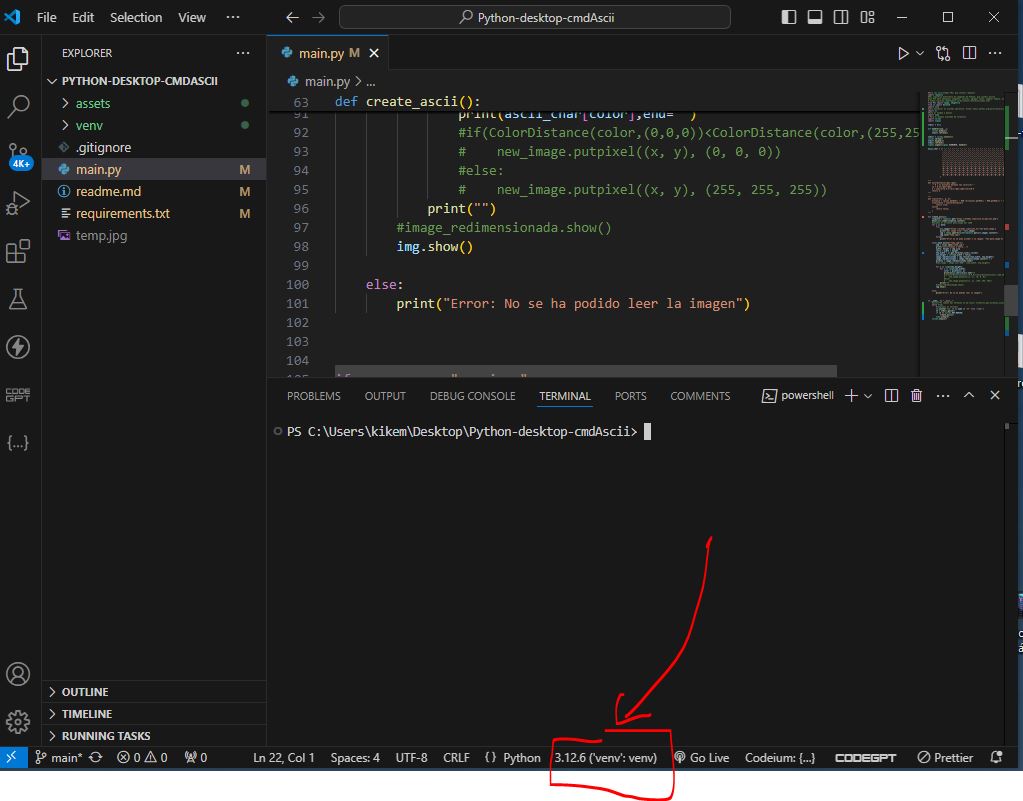 File Edit Selection View ··· Python-desktop-cmdAscii
EXPLORER ···
PYTHON-DESKTOP-CMDASCII
assets
venv
.gitignore
main.py M
readme.md M
requirements.txt M
temp.jpg
4K+
CODE
GPT
OUTLINE
TIMELINE
RUNNING TASKS
main.py M
main.py > ...
63 def create_ascii():
91 print(ascii_char[color],end=" ")
92 #if(ColorDistance(color,(0,0,0))<ColorDistance(color,(255,25
93 # new_image.putpixel((x, y), (0, 0, 0))
94 #else:
95 # new_image.putpixel((x, y), (255, 255, 255))
96 print("")
97 #image_redimensionada.show()
98 img.show()
99
100 else:
101 print("Error: No se ha podido leer la imagen")
102
103
104
PROBLEMS OUTPUT DEBUG CONSOLE TERMINAL PORTS COMMENTS powershell
PS C:\Users\kikem\Desktop\Python-desktop-cmdAscii>
main* 0 0 0 Ln 22, Col 1 Spaces: 4 UTF-8 CRLF {} Python 3.12.6 ('venv': venv) Go Live Codeium: {...} CODEGPT Prettier